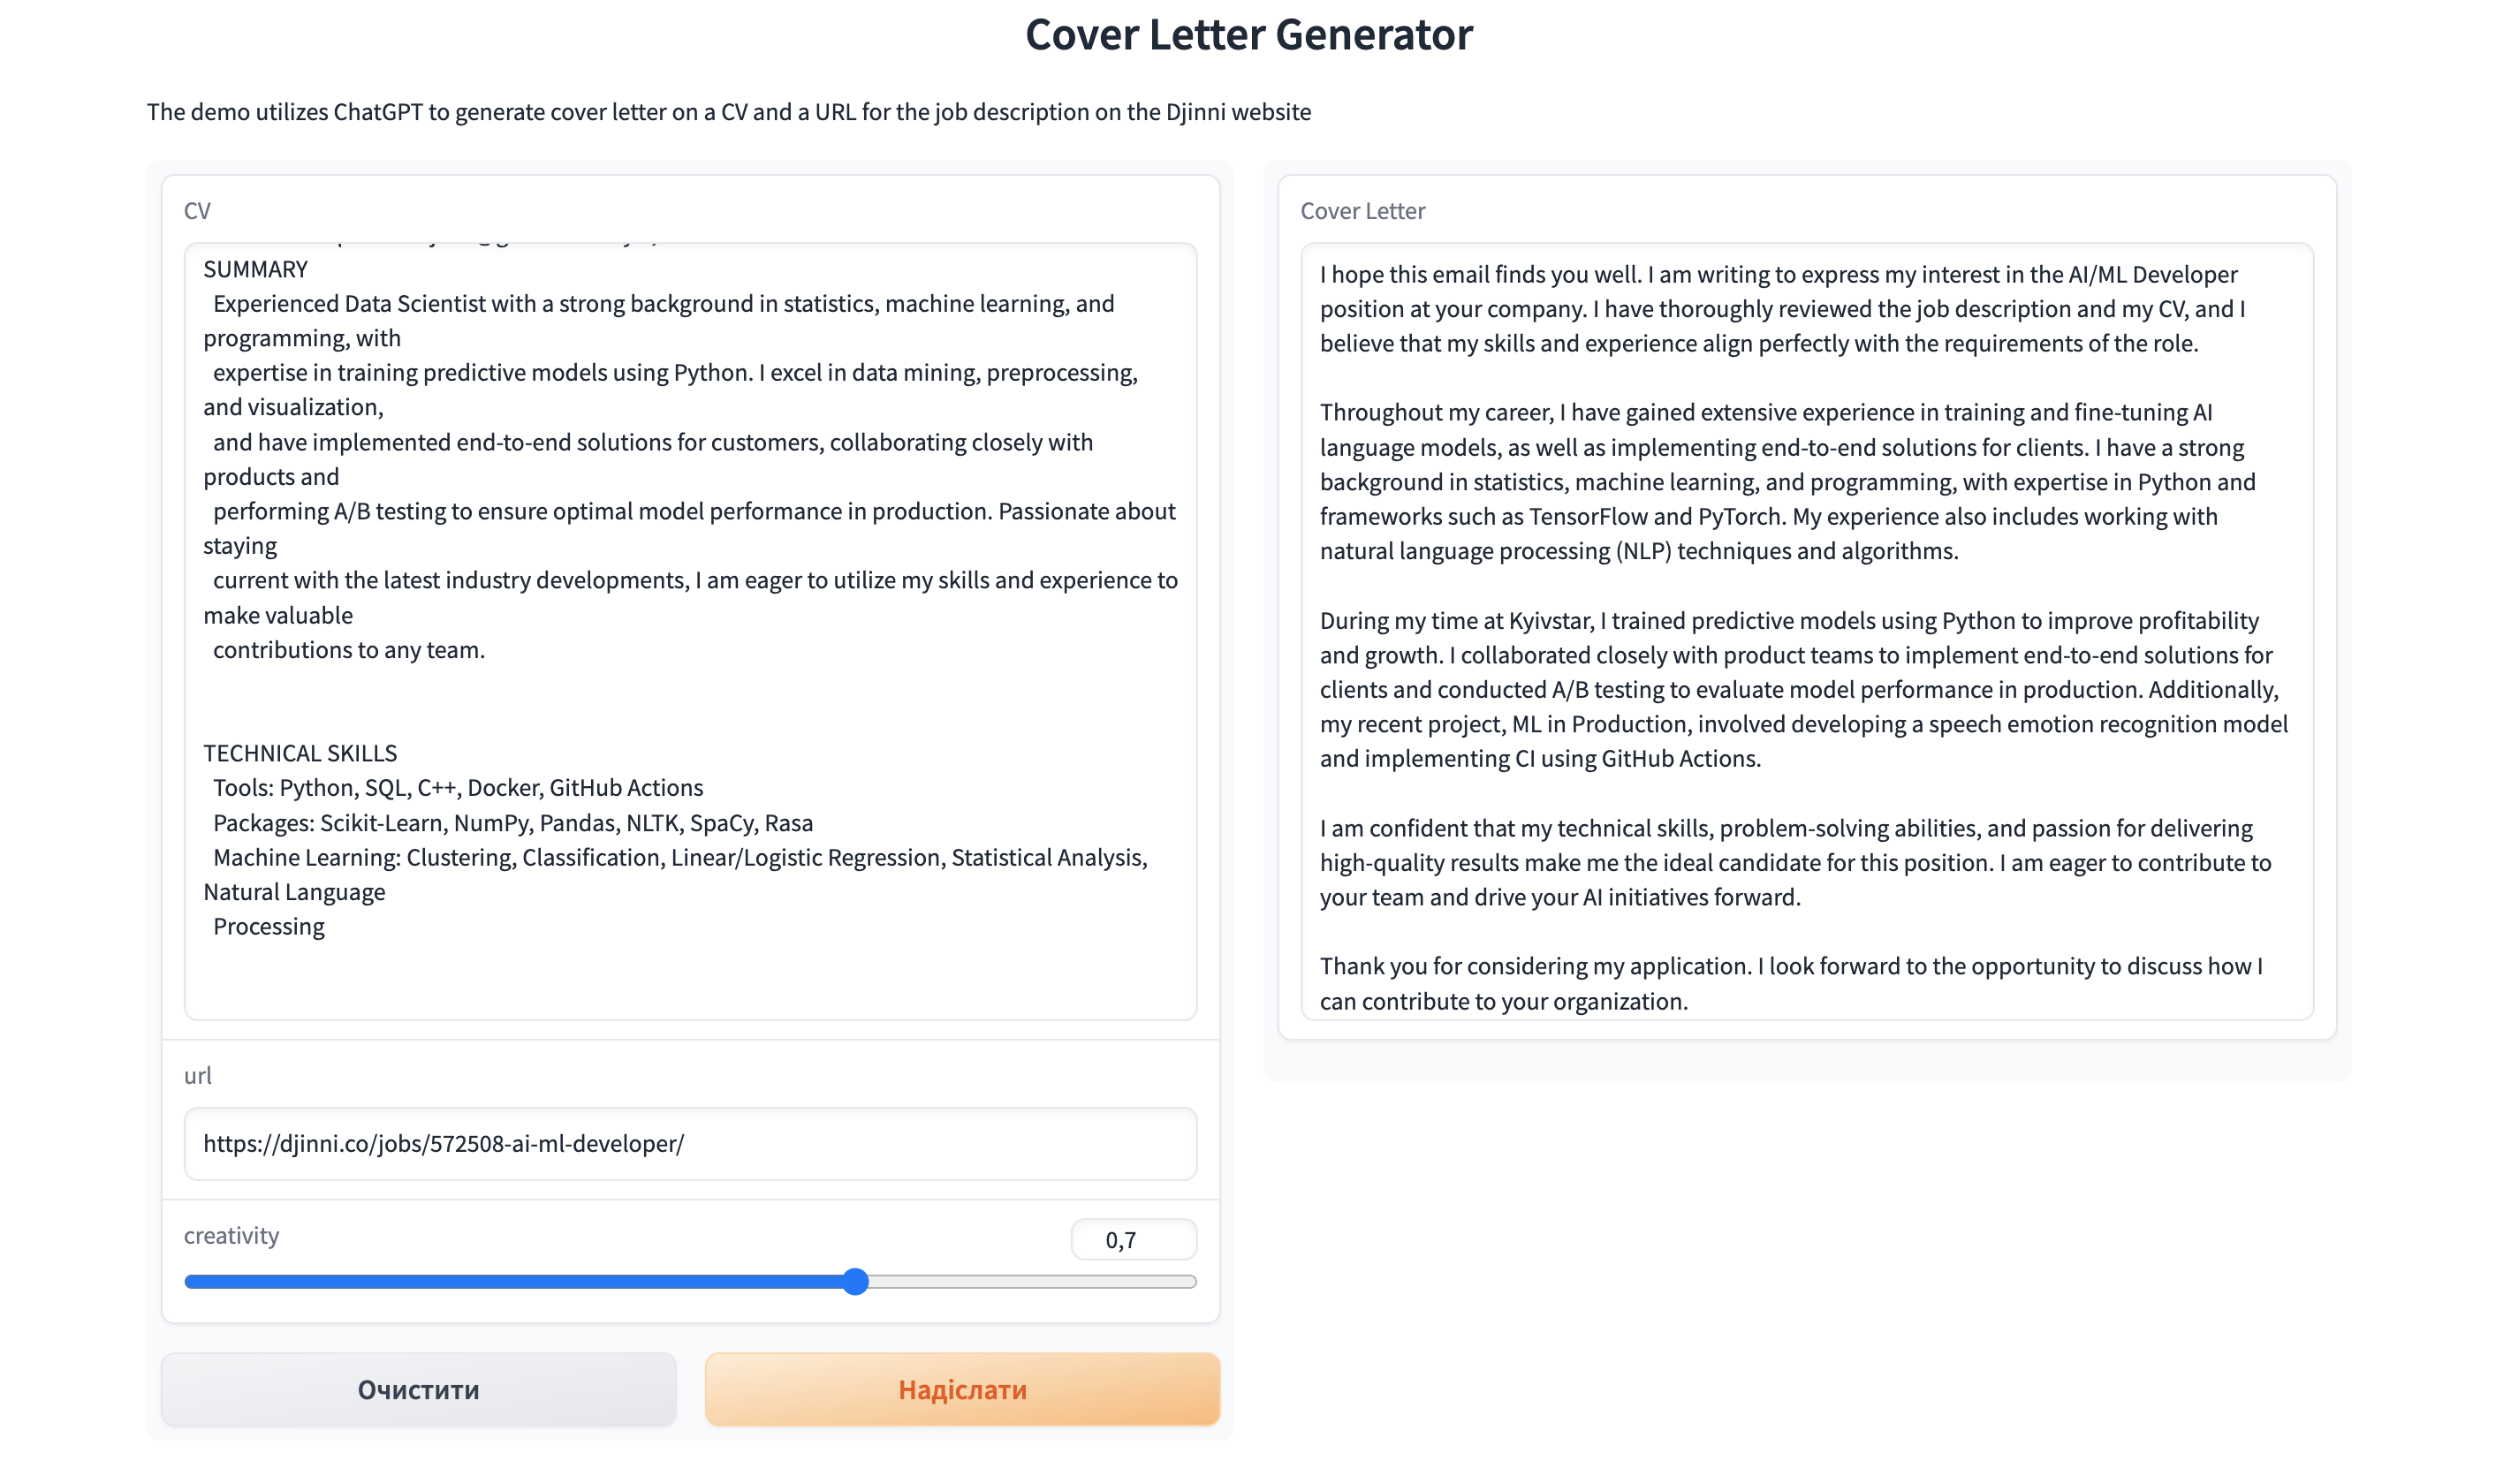 Cover Letter Generator
The demo utilizes ChatGPT to generate cover letter on a CV and a URL for the job description on the Djinni website
CV
SUMMARY
Experienced Data Scientist with a strong background in statistics, machine learning, and
programming, with
expertise in training predictive models using Python. I excel in data mining, preprocessing,
and visualization,
and have implemented end-to-end solutions for customers, collaborating closely with
products and
performing A/B testing to ensure optimal model performance in production. Passionate about
staying
current with the latest industry developments, I am eager to utilize my skills and experience to
make valuable
contributions to any team.
TECHNICAL SKILLS
Tools: Python, SQL, C++, Docker, GitHub Actions
Packages: Scikit-Learn, NumPy, Pandas, NLTK, SpaCy, Rasa
Machine Learning: Clustering, Classification, Linear/Logistic Regression, Statistical Analysis,
Natural Language
Processing
url
https://djinni.co/jobs/572508-ai-ml-developer/
creativity
0,7
Очистити
Надіслати
Cover Letter
I hope this email finds you well. I am writing to express my interest in the AI/ML Developer
position at your company. I have thoroughly reviewed the job description and my CV, and I
believe that my skills and experience align perfectly with the requirements of the role.
Throughout my career, I have gained extensive experience in training and fine-tuning AI
language models, as well as implementing end-to-end solutions for clients. I have a strong
background in statistics, machine learning, and programming, with expertise in Python and
frameworks such as TensorFlow and PyTorch. My experience also includes working with
natural language processing (NLP) techniques and algorithms.
During my time at Kyivstar, I trained predictive models using Python to improve profitability
and growth. I collaborated closely with product teams to implement end-to-end solutions for
clients and conducted A/B testing to evaluate model performance in production. Additionally,
my recent project, ML in Production, involved developing a speech emotion recognition model
and implementing CI using GitHub Actions.
I am confident that my technical skills, problem-solving abilities, and passion for delivering
high-quality results make me the ideal candidate for this position. I am eager to contribute to
your team and drive your AI initiatives forward.
Thank you for considering my application. I look forward to the opportunity to discuss how I
can contribute to your organization.